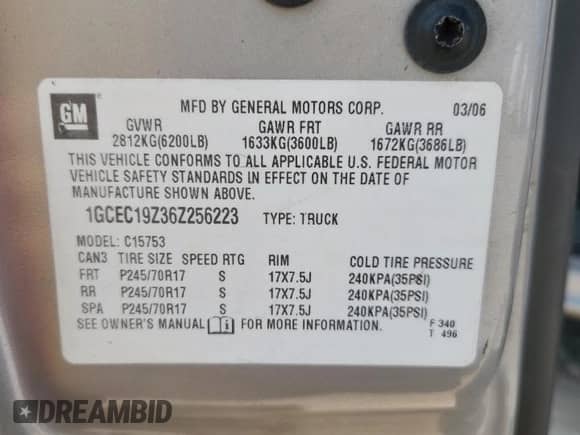 GM
MFD BY GENERAL MOTORS CORP. 03/06
GVWR GAWR FRT GAWR RR
2812KG(6200LB) 1633KG(3600LB) 1672KG(3686LB)
THIS VEHICLE CONFORMS TO ALL APPLICABLE U.S. FEDERAL MOTOR
VEHICLE SAFETY STANDARDS IN EFFECT ON THE DATE OF
MANUFACTURE SHOWN ABOVE.
1GCEC19Z36Z256223 TYPE: TRUCK
MODEL: C15753
CAN3 TIRE SIZE SPEED RTG RIM COLD TIRE PRESSURE
FRT P245/70R17 S 17X7.5J 240KPA(35PSI)
RR P245/70R17 S 17X7.5J 240KPA(35PSI)
SPA P245/70R17 S 17X7.5J 240KPA(35PSI)
SEE OWNER'S MANUAL FOR MORE INFORMATION. F 340
T 496
DREAMBID